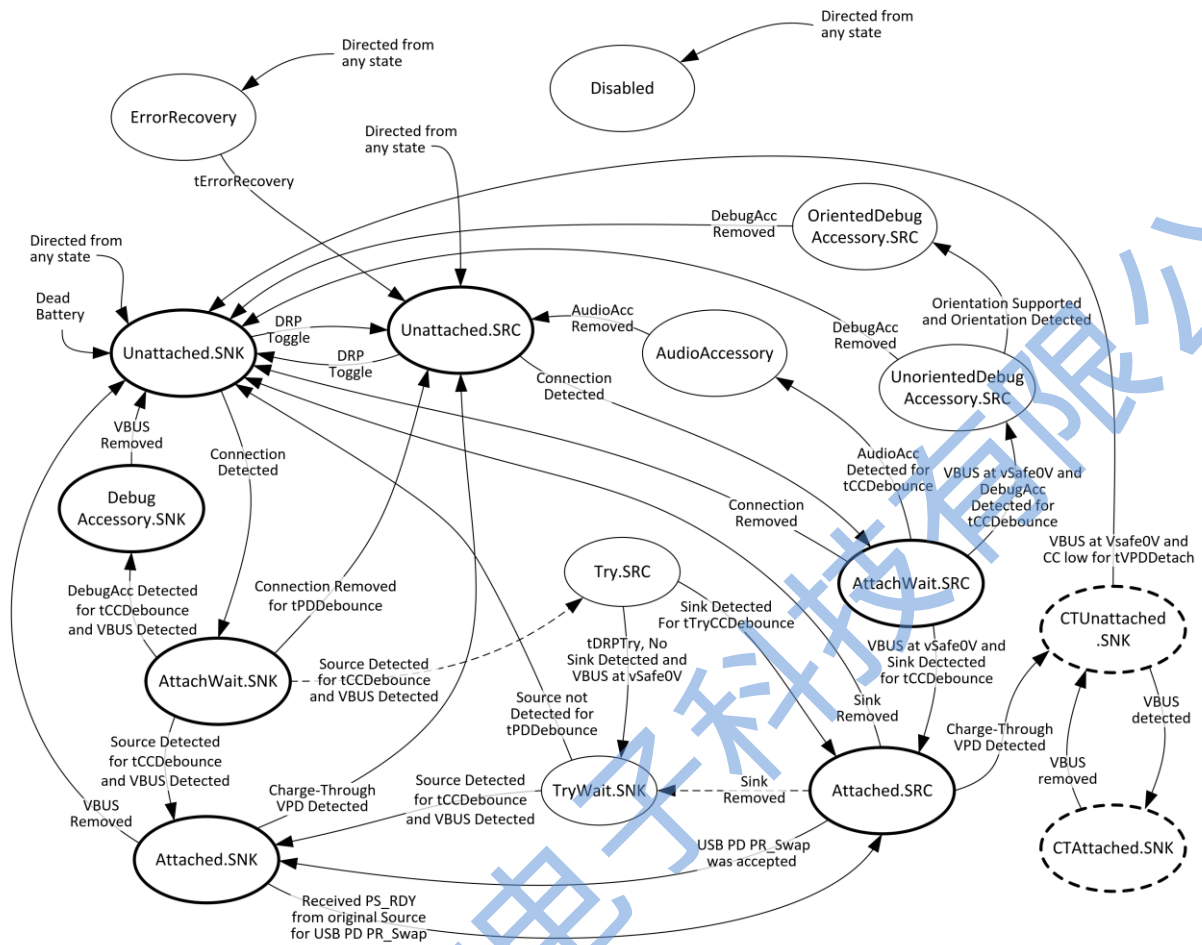 Directed from
any state
Directed from
any state
ErrorRecovery
Disabled
Directed from
any state
tErrorRecovery
DebugAcc
Removed
OrientedDebug
Accessory.SRC
Directed from
any state
Dead
Battery
Unattached.SNK
DRP
Toggle
DRP
Toggle
Unattached.SRC
AudioAcc
Removed
AudioAccessory
DebugAcc
Removed
Orientation Supported
and Orientation Detected
UnorientedDebug
Accessory.SRC
Connection
Detected
VBUS
Removed
Connection
Detected
AudioAcc
Detected for
tCCDebounce
VBUS at vSafe0V and
DebugAcc
Detected for
tCCDebounce
Debug
Accessory.SNK
Connection
Removed
VBUS at Vsafe0V and
CC low for tVPDDetach
DebugAcc Detected
for tCCDebounce
and VBUS Detected
Connection Removed
for tPDDebounce
Try.SRC
AttachWait.SRC
Sink Detected
For tTryCCDebounce
CTUnattached
.SNK
AttachWait.SNK
Source Detected
for tCCDebounce
and VBUS Detected
tDRPTry, No
Sink Detected and
VBUS at vSafe0V
VBUS at vSafe0V and
Sink Dectected
for tCCDebounce
Source not
Detected for
tPDDebounce
Sink
Removed
VBUS
detected
Source Detected
for tCCDebounce
and VBUS Detected
Charge-Through
VPD Detected
VBUS
removed
VBUS
Removed
Charge-Through
VPD Detected
Source Detected
for tCCDebounce
and VBUS Detected
TryWait.SNK
Sink
Removed
Attached.SRC
Attached.SNK
USB PD PR_Swap
was accepted
CTAttached.SNK
Received PS_RDY
from original Source
for USB PD PR_Swap
电子科技有限公